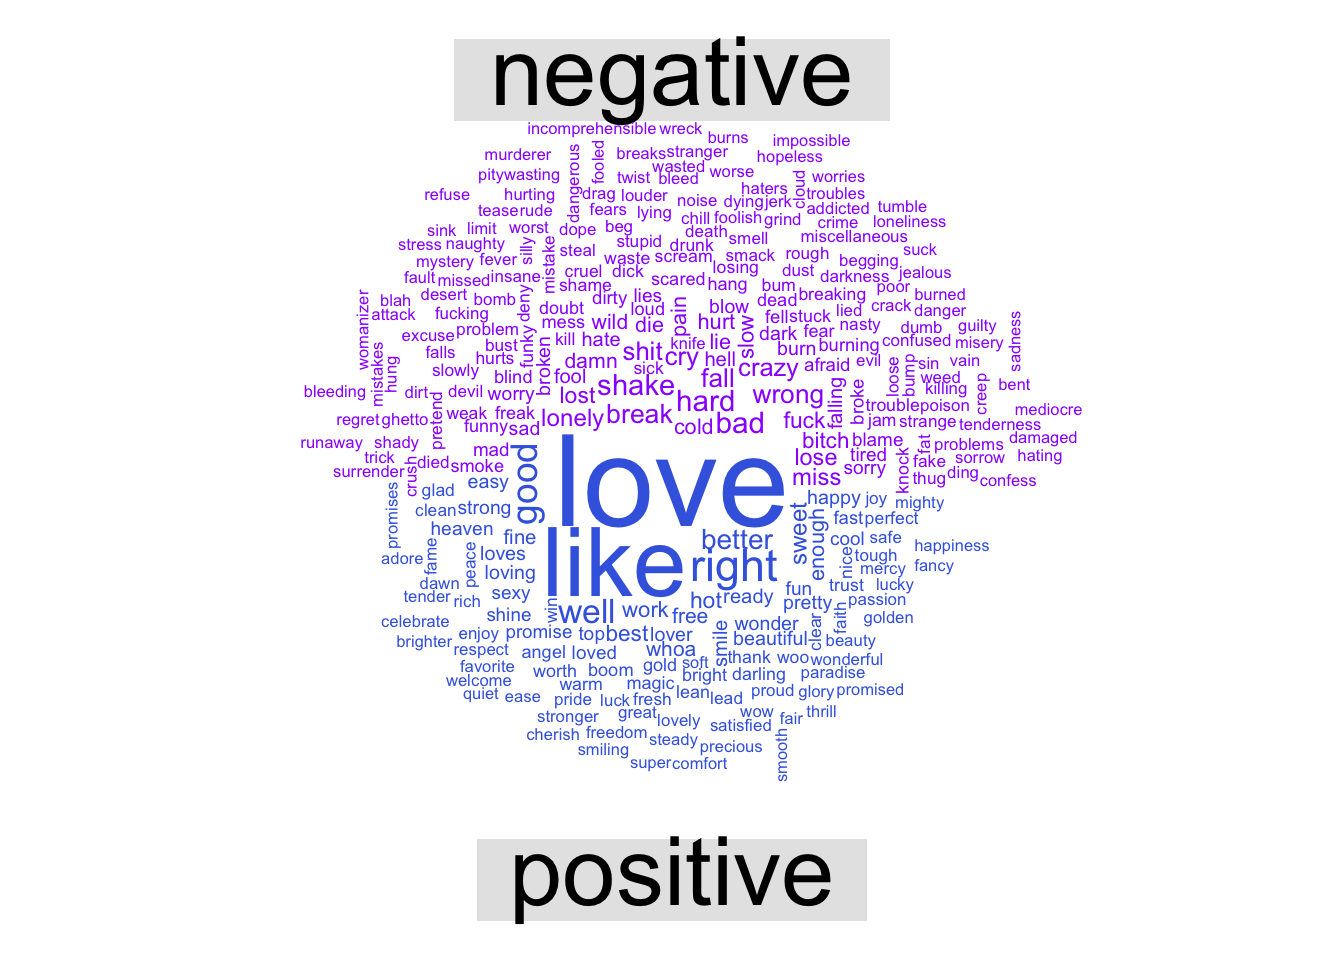 negative
incomprehensible wreck burns impossible
murderer dangerous fooled breaks stranger hopeless
pity wasting twist wasted bleed worse cloud worries
refuse hurting drag louder haters troubles
tease rude fears lying noise dying jerk addicted tumble
sink limit worst dope beg chill foolish grind crime loneliness
stress naughty silly mistake steal stupid drunk death smell miscellaneous suck
mystery fever waste scream smack rough begging
fault missed insane cruel dick scared losing dust darkness jealous
womanizer blah desert bomb deny shame dirty lies hang bum breaking poor burned
attack fucking doubt loud pain blow dead crack danger
excuse problem mess wild die hurt slow fell stuck lied nasty dumb guilty sadness
falls bust funky kill hate knife lie dark fear confused misery
mistakes hung slowly hurts broken damn shit cry hell burn burning evil loose bump sin vain
bleeding dirt devil blind fool sick crazy afraid weed creep bent
worry lost shake fall wrong falling broke killing
regret ghetto pretend weak freak lonely break hard bad fuck trouble poison mediocre
funny sad cold jam strange tenderness
runaway shady mad bitch blame fat problems damaged
trick crush died smoke lose tired knock fake sorrow hating
surrender miss sorry thug ding confess
good love
promises glad easy sweet happy joy mighty
clean strong enough fast perfect
heaven fine like better cool safe happiness
adore fame peace loves right nice tough
loving mercy fancy
dawn sexy fun trust lucky
tender rich win well work hot ready pretty passion
celebrate shine free smile wonder clear faith golden
brighter enjoy promise top best lover beautiful beauty
respect angel loved whoa thank woo wonderful
favorite worth boom gold soft bright darling paradise
welcome warm magic
quiet ease pride luck fresh lean lead proud glory promised
stronger great lovely wow fair thrill
cherish freedom steady satisfied smooth
smiling precious
super comfort
positive